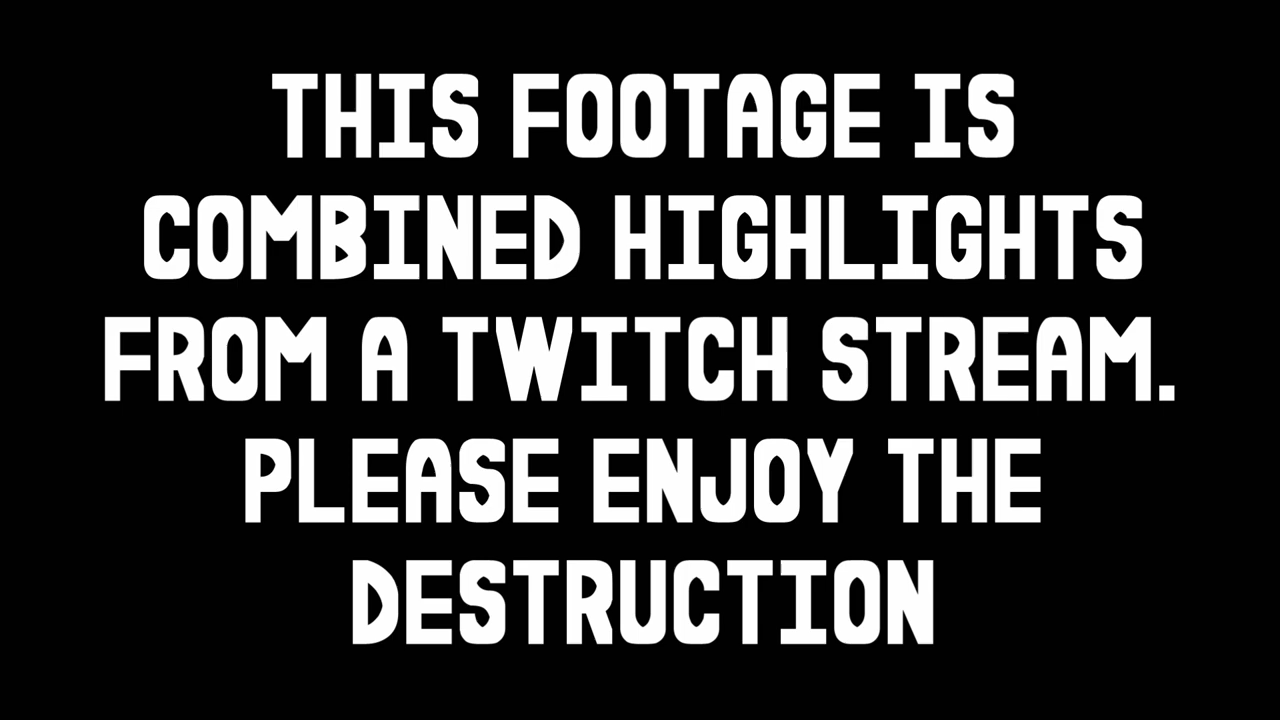 THIS FOOTAGE IS
COMBINED HIGHLIGHTS
FROM A TWITCH STREAM.
PLEASE ENJOY THE
DESTRUCTION